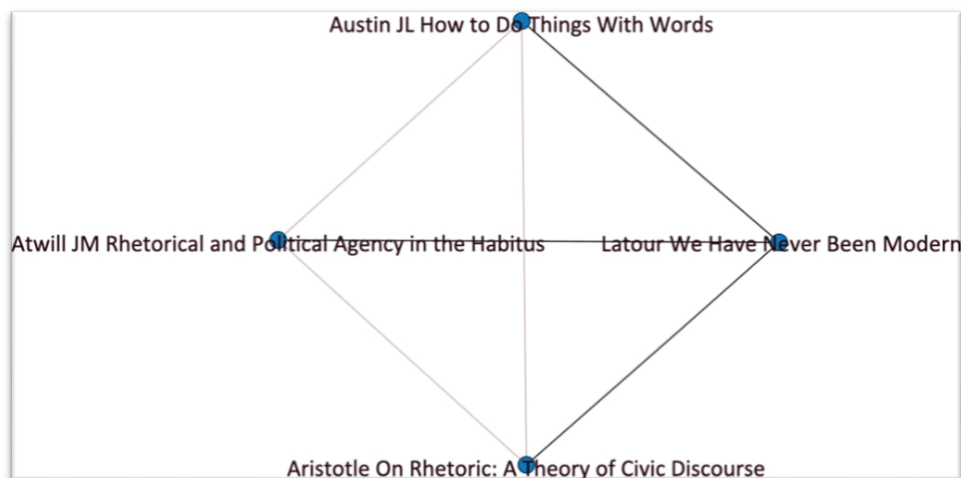 Austin JL How to Do Things With Words
Atwill JM Rhetorical and Political Agency in the Habitus
Latour We Have Never Been Modern
Aristotle On Rhetoric: A Theory of Civic Discourse